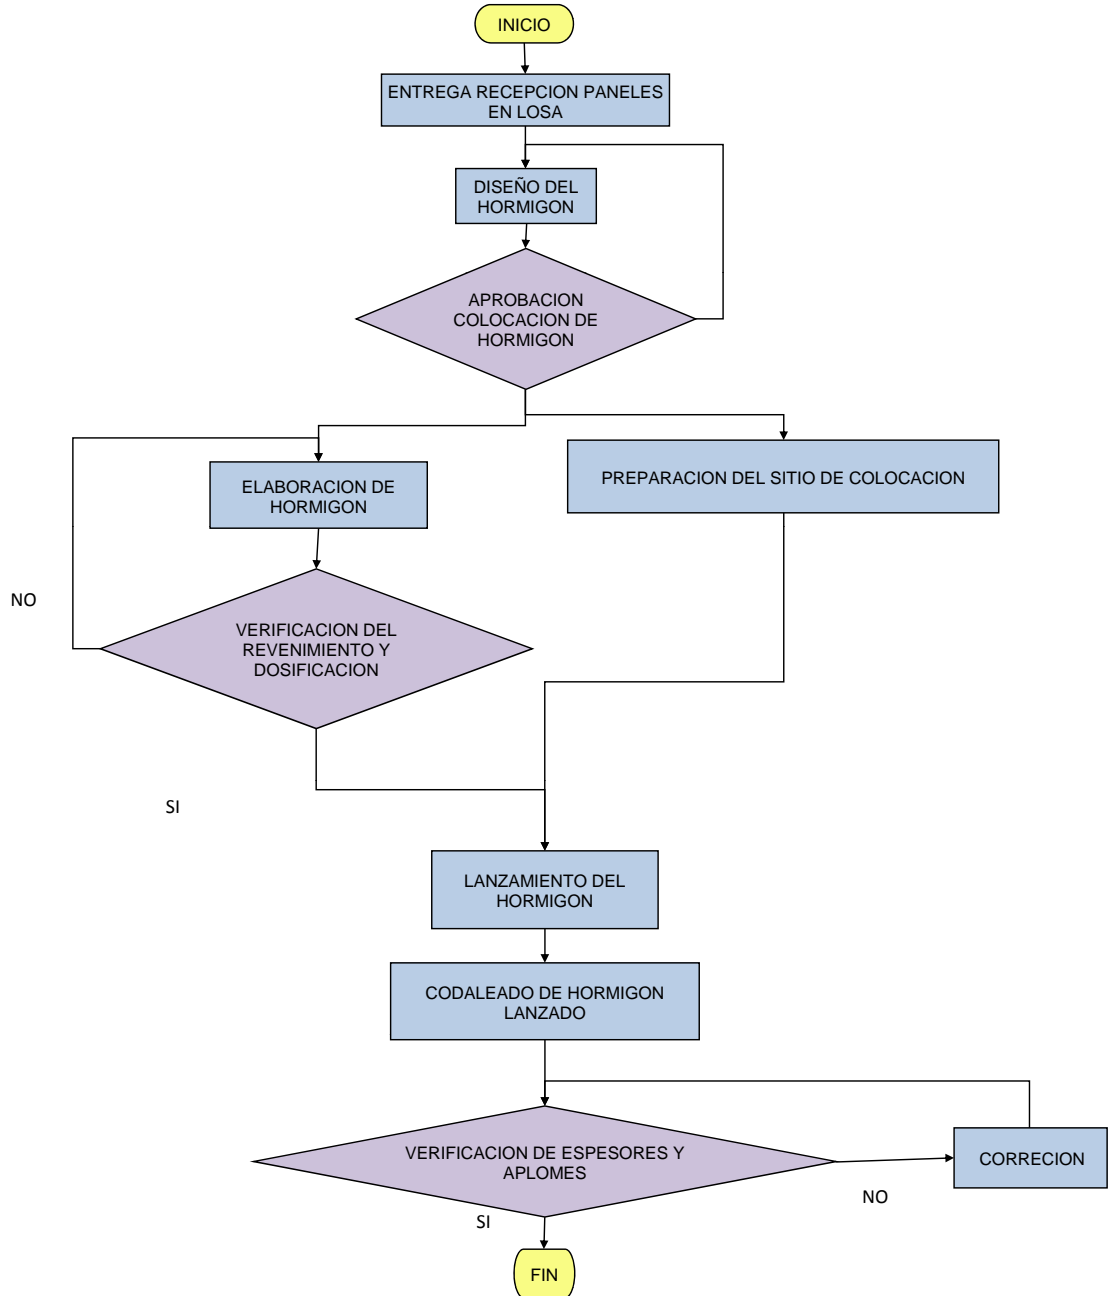 INICIO
ENTREGA RECEPCION PANELES
EN LOSA
DISEÑO DEL
HORMIGON
APROBACION
COLOCACION DE
HORMIGON
ELABORACION DE
HORMIGON
PREPARACION DEL SITIO DE COLOCACION
NO
VERIFICACION DEL
REVENIMIENTO Y
DOSIFICACION
SI
LANZAMIENTO DEL
HORMIGON
CODALEADO DE HORMIGON
LANZADO
VERIFICACION DE ESPESORES Y
APLOMES
CORRECION
NO
SI
FIN